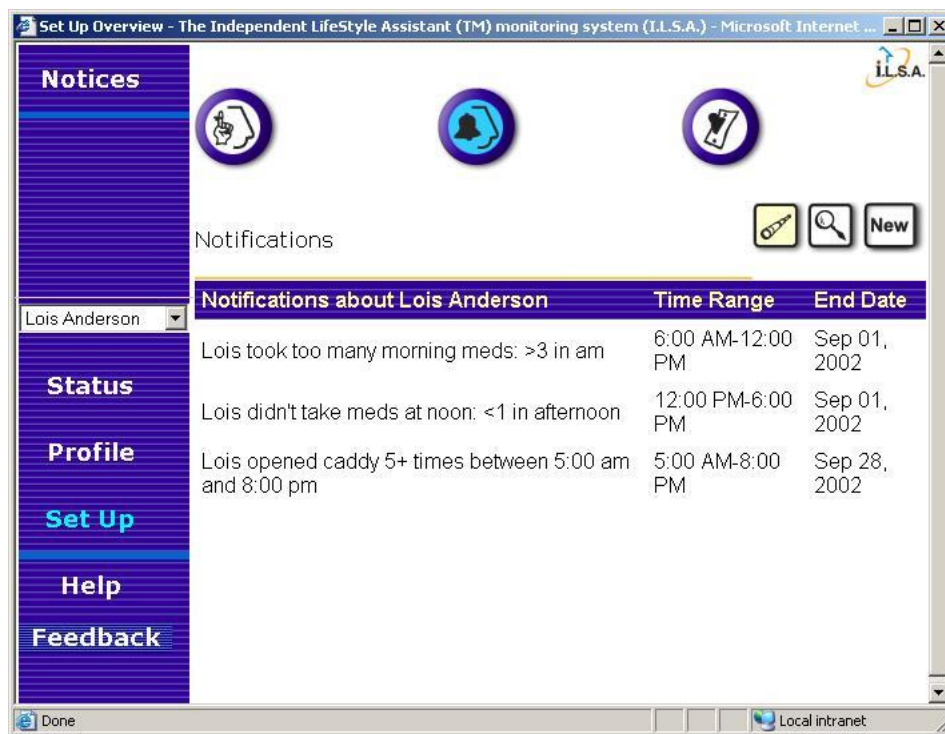 Set Up Overview - The Independent LifeStyle Assistant (TM) monitoring system (I.L.S.A.) - Microsoft Internet ...
Notices
i.L.S.A.
New
Notifications
Notifications about Lois Anderson Time Range End Date
Lois Anderson
Lois took too many morning meds: >3 in am 6:00 AM-12:00 Sep 01,
PM 2002
Status
Lois didn't take meds at noon: <1 in afternoon 12:00 PM-6:00 Sep 01,
PM 2002
Profile
Lois opened caddy 5+ times between 5:00 am 5:00 AM-8:00 Sep 28,
and 8:00 pm PM 2002
Set Up
Help
Feedback
Done Local intranet